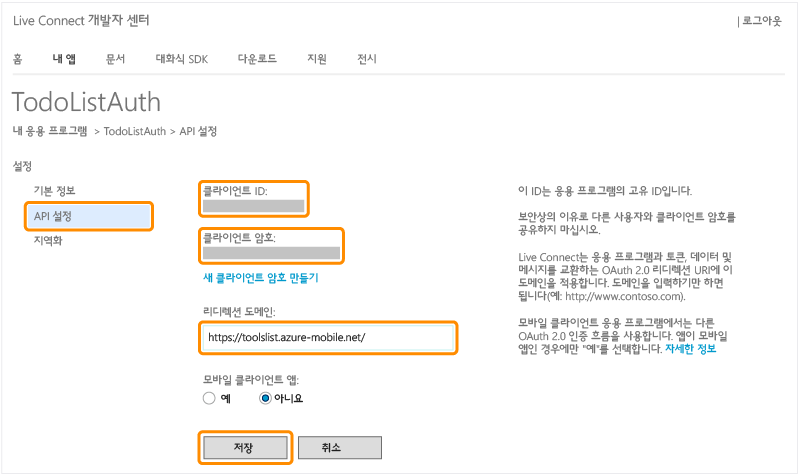 Live Connect 개발자 센터
| 로그아웃
홈 내 앱 문서 대화식 SDK 다운로드 지원 전시
TodoListAuth
내 응용 프로그램 > TodoListAuth > API 설정
설정
기본 정보
API 설정
지역화
클라이언트 ID:
클라이언트 암호:
새 클라이언트 암호 만들기
리디렉션 도메인:
https://toolslist.azure-mobile.net/
모바일 클라이언트 앱:
예 아니요
저장 취소
이 ID는 응용 프로그램의 고유 ID입니다.
보안상의 이유로 다른 사용자와 클라이언트 암호를
공유하지 마십시오.
Live Connect는 응용 프로그램과 토큰, 데이터 및
메시지를 교환하는 OAuth 2.0 리디렉션 URI에 이
도메인을 적용합니다. 도메인을 입력하기만 하면
됩니다(예: http://www.contoso.com).
모바일 클라이언트 응용 프로그램에서는 다른
OAuth 2.0 인증 흐름을 사용합니다. 앱이 모바일
앱인 경우에만 "예"를 선택합니다. 자세한 정보